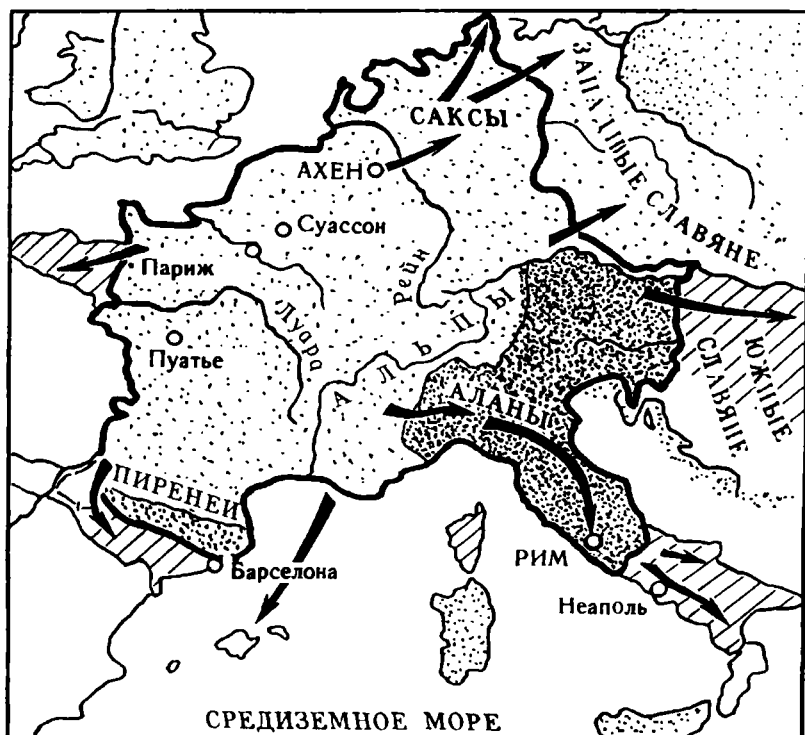 ЗАПАДНЫЕ СЛАВЯНЕ
САКСЫ
АХЕН
Суассон
Париж
Рейн
Луара
Пуатье
АЛЬПЫ
АЛАНЫ
ЮЖНЫЕ
СЛАВЯНЕ
ПИРЕНЕИ
Барселона
РИМ
Неаполь
СРЕДИЗЕМНОЕ МОРЕ